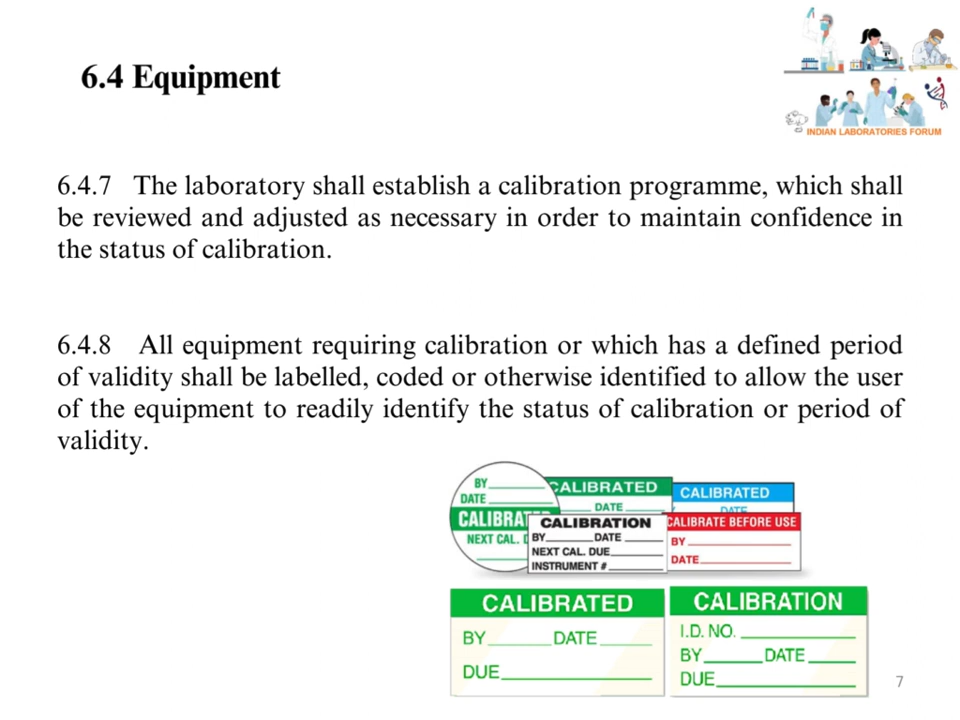 6.4 Equipment
INDIAN LABORATORIES FORUM
6.4.7 The laboratory shall establish a calibration programme, which shall
be reviewed and adjusted as necessary in order to maintain confidence in
the status of calibration.
6.4.8 All equipment requiring calibration or which has a defined period
of validity shall be labelled, coded or otherwise identified to allow the user
of the equipment to readily identify the status of calibration or period of
validity.
BY
DATE
CALIBRAT
NEXT CAL. D
CALIBRATED
DATE
CALIBRATED
DATE
CALIBRATION
BY DATE
NEXT CAL. DUE
INSTRUMENT #
CALIBRATE BEFORE USE
BY
DATE
CALIBRATED
BY DATE
DUE
CALIBRATION
I.D. NO.
BY DATE
DUE
7